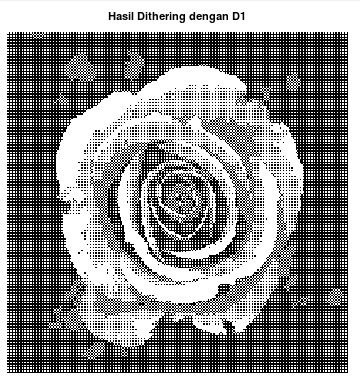 Hasil Dithering dengan D1